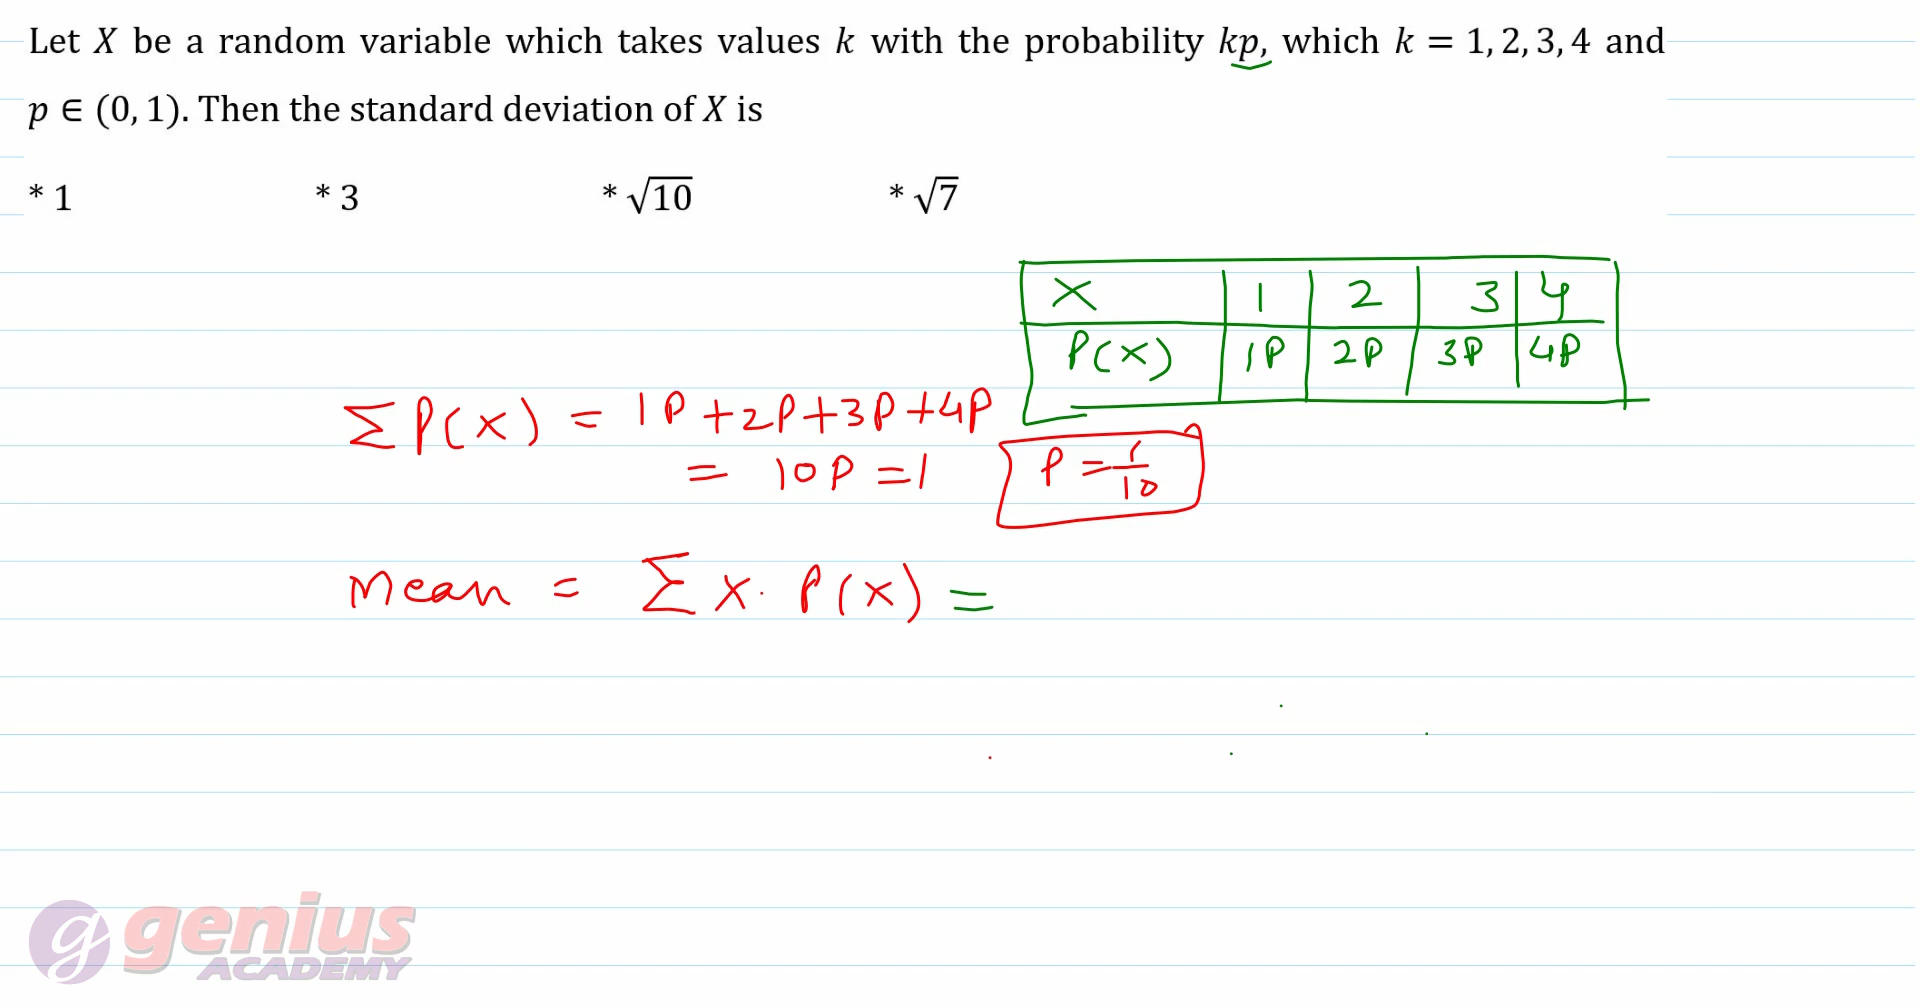 Let X be a random variable which takes values k with the probability kp, which k = 1, 2, 3, 4 and
p ∈ (0, 1). Then the standard deviation of X is
* 1 * 3 * √10 * √7
X 1 2 3 4
P(X) 1P 2P 3P 4P
Σ P(X) = 1P + 2P + 3P + 4P
= 10P = 1 P = 1/10
Mean = Σ X · P(X) =
g genius
ACADEMY